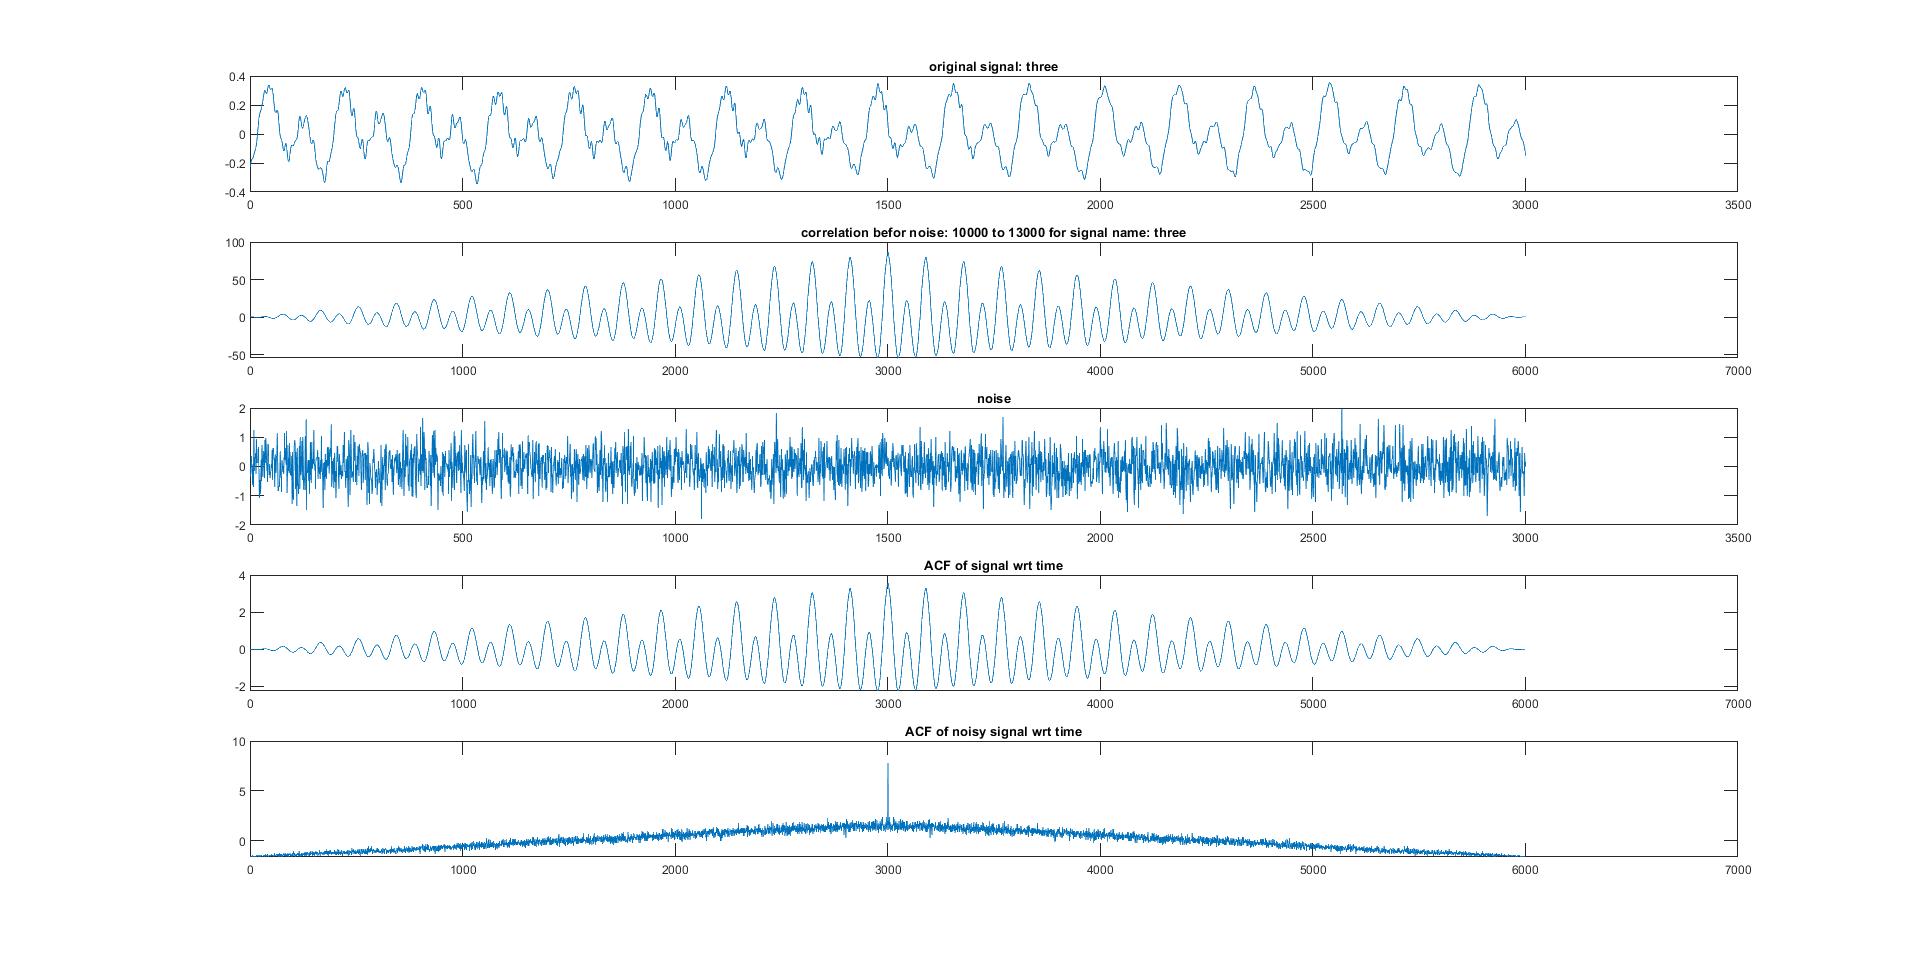 original signal: three
0.4
0.2
0
-0.2
-0.4
0 500 1000 1500 2000 2500 3000 3500
correlation befor noise: 10000 to 13000 for signal name: three
100
50
0
-50
0 1000 2000 3000 4000 5000 6000 7000
noise
2
1
0
-1
-2
0 500 1000 1500 2000 2500 3000 3500
ACF of signal wrt time
4
2
0
-2
0 1000 2000 3000 4000 5000 6000 7000
ACF of noisy signal wrt time
10
5
0
0 1000 2000 3000 4000 5000 6000 7000